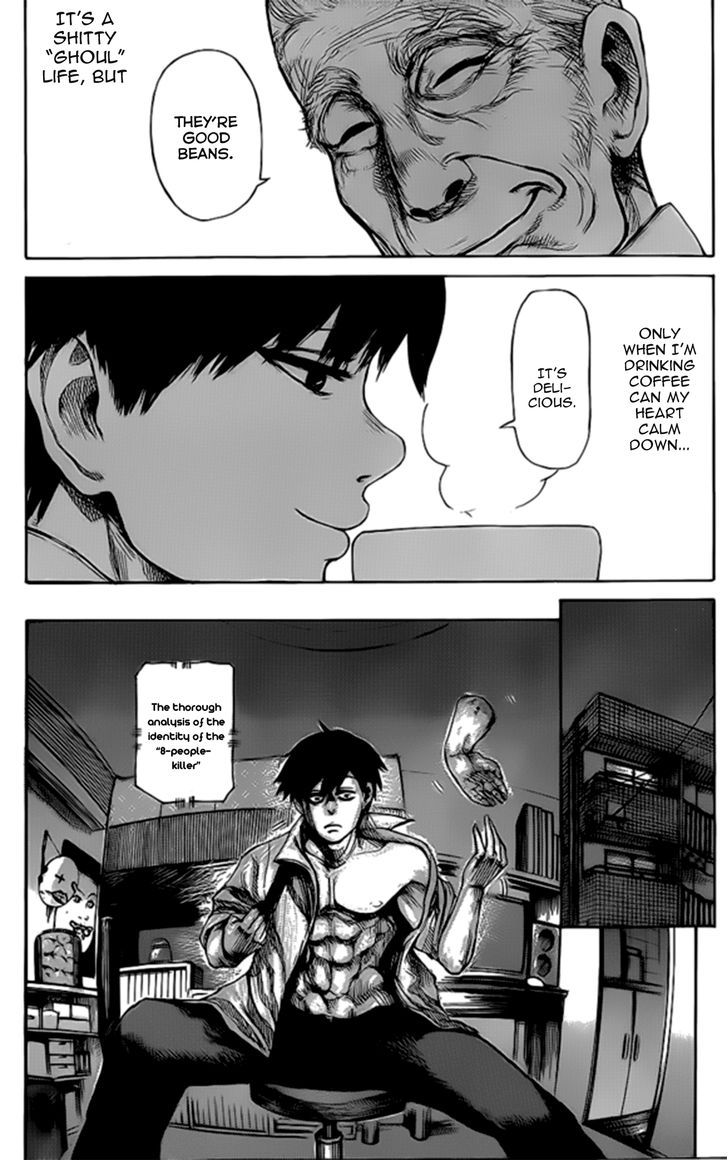 IT'S A
SHITTY
"GHOUL"
LIFE, BUT
THEY'RE
GOOD
BEANS.
ONLY
WHEN I'M
DRINKING
COFFEE
CAN MY
HEART
CALM
DOWN...
IT'S
DELI-
CIOUS.
The thorough
analysis of the
identity of the
"8-people-
killer"